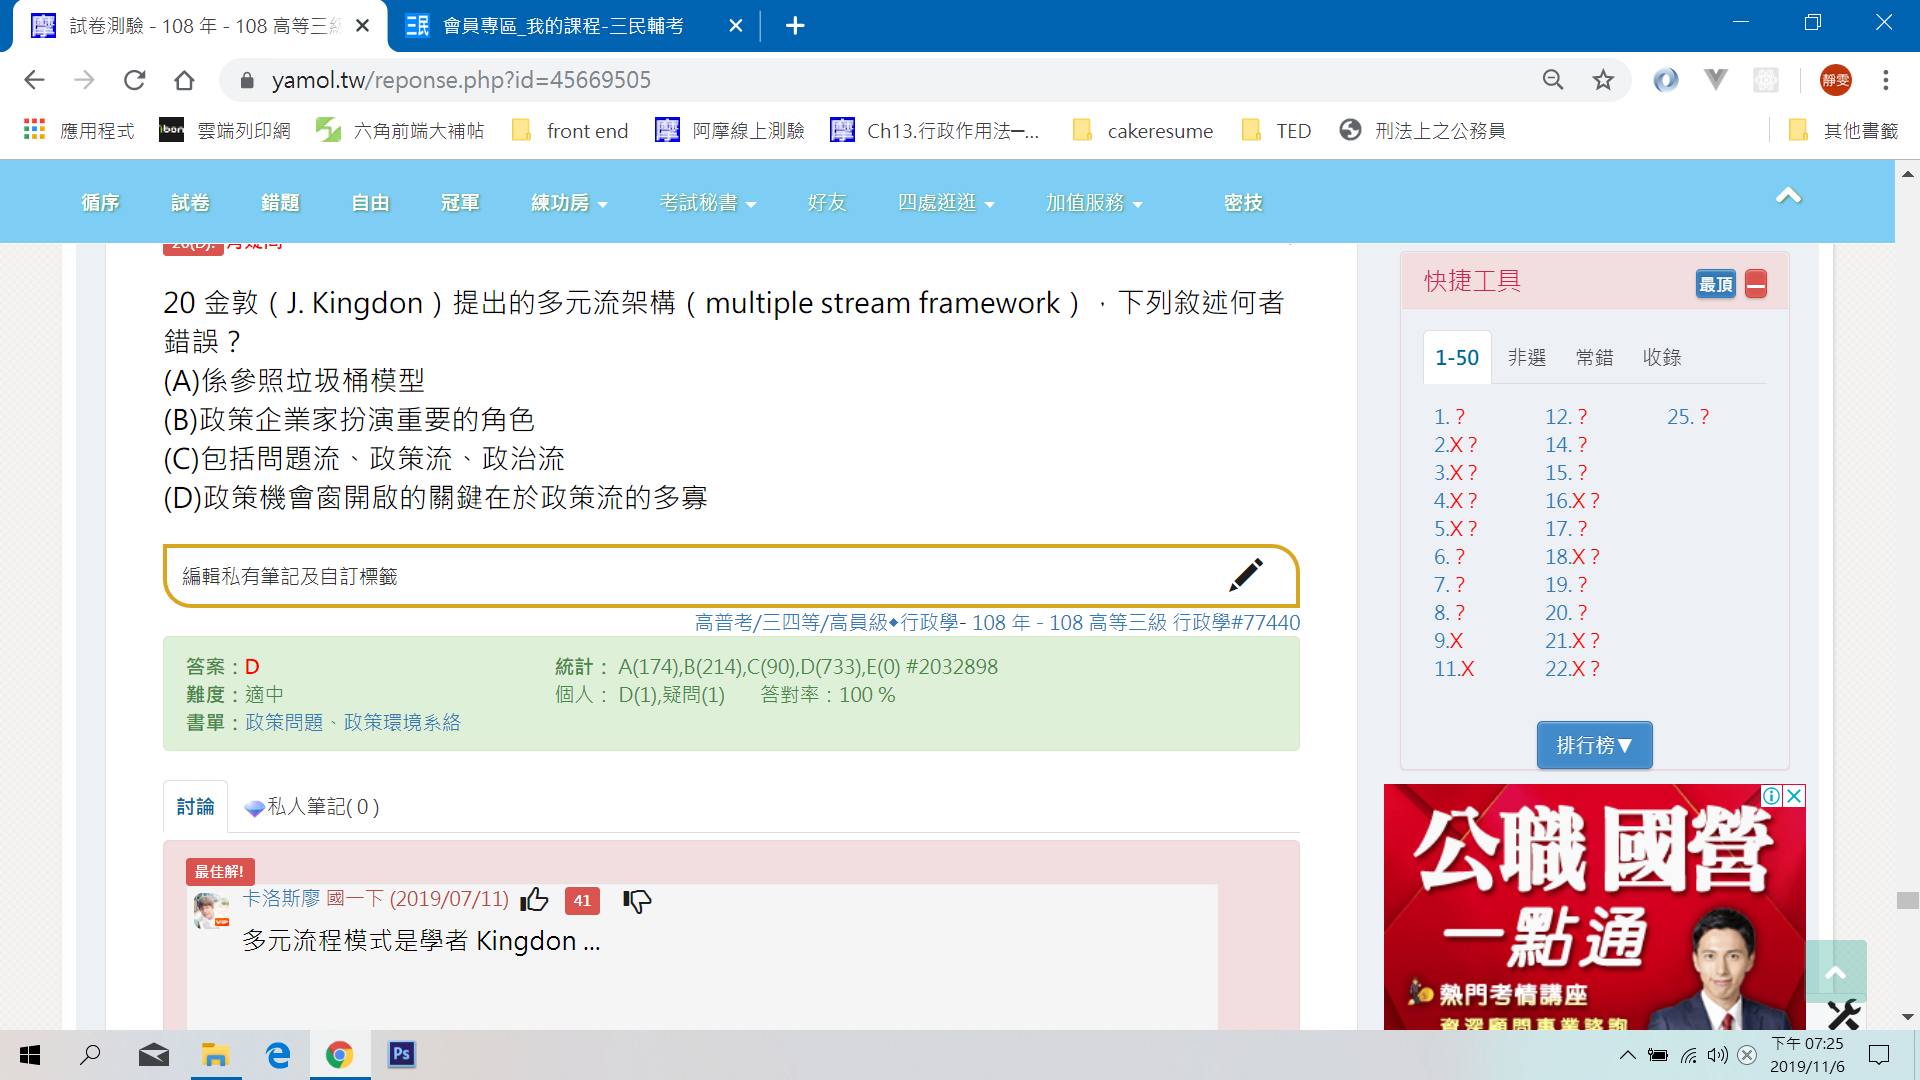 試卷測驗 - 108 年 - 108 高等三級
會員專區_我的課程-三民輔考
yamol.tw/reponse.php?id=45669505
靜雯
應用程式
ibon
雲端列印網
六角前端大補帖
front end
阿摩線上測驗
Ch13.行政作用法—...
cakeresume
TED
刑法上之公務員
其他書籤
循序
試卷
錯題
自由
冠軍
練功房
考試秘書
好友
四處逛逛
加值服務
密技
20 金敦（J. Kingdon）提出的多元流架構（multiple stream framework），下列敘述何者
錯誤？
(A)係參照垃圾桶模型
(B)政策企業家扮演重要的角色
(C)包括問題流、政策流、政治流
(D)政策機會窗開啟的關鍵在於政策流的多寡
編輯私有筆記及自訂標籤
高普考/三四等/高員級◆行政學- 108 年 - 108 高等三級 行政學#77440
答案：D
統計： A(174),B(214),C(90),D(733),E(0) #2032898
難度：適中
個人： D(1),疑問(1) 答對率：100 %
書單：政策問題、政策環境系絡
討論
私人筆記( 0 )
最佳解!
卡洛斯廖 國一下 (2019/07/11)
41
VIP
多元流程模式是學者 Kingdon ...
快捷工具
最頂
1-50
非選
常錯
收錄
1. ?
12. ?
25. ?
2.X ?
14. ?
3.X ?
15. ?
4.X ?
16.X ?
5.X ?
17. ?
6. ?
18.X ?
7. ?
19. ?
8. ?
20. ?
9.X
21.X ?
11.X
22.X ?
排行榜▼
公職 國營
一點通
熱門考情講座
資深顧問專業諮詢
Ps
下午 07:25
2019/11/6